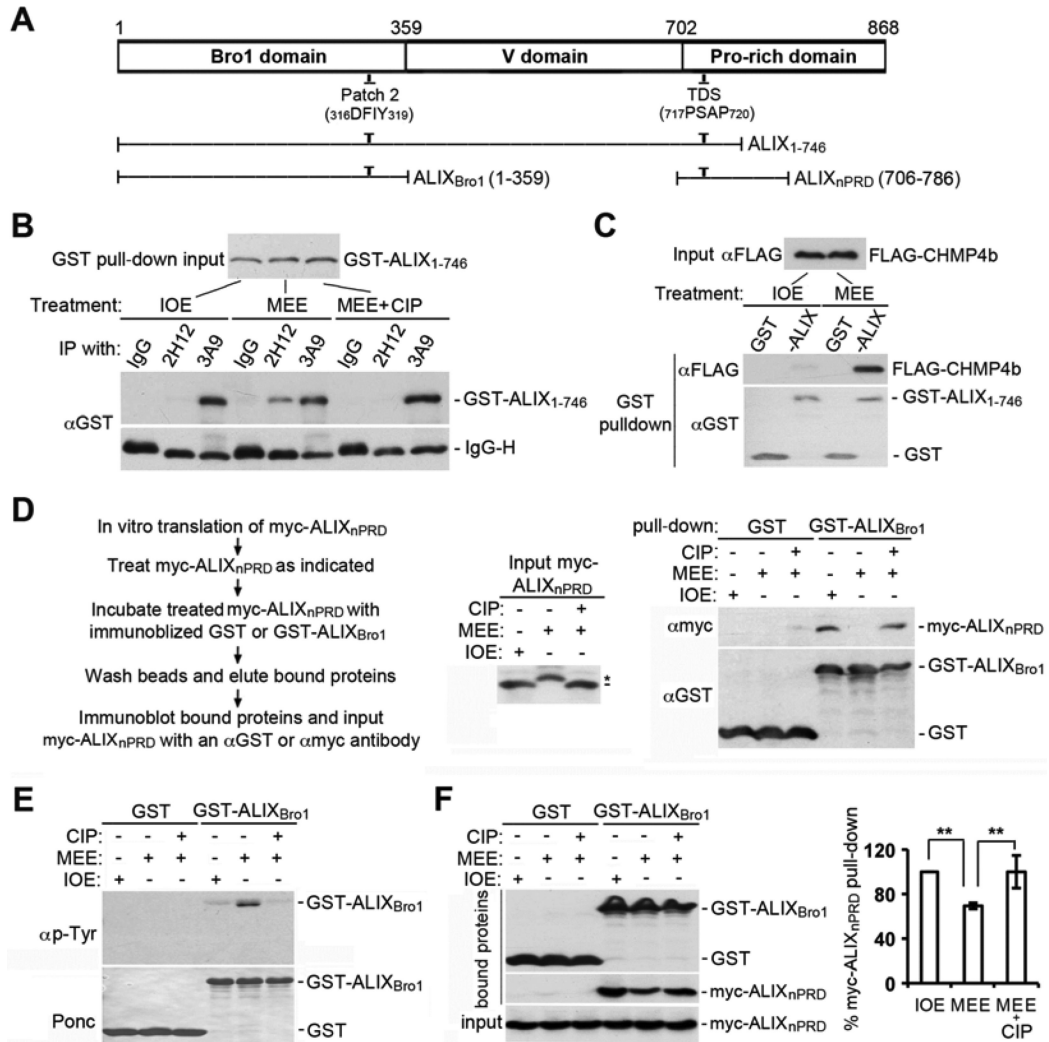 A
1 359 702 868
Bro1 domain V domain Pro-rich domain
Patch 2 TDS
(316DFIY319) (717PSAP720)
ALIX1-746
ALIXBro1 (1-359) ALIXnPRD (706-786)
B
GST pull-down input GST-ALIX1-746
Treatment: IOE MEE MEE+CIP
IP with: IgG 2H12 3A9 IgG 2H12 3A9 IgG 2H12 3A9
αGST
- GST-ALIX1-746
- IgG-H
C
Input αFLAG FLAG-CHMP4b
Treatment: IOE MEE
GST -ALIX GST -ALIX
αFLAG FLAG-CHMP4b
GST pulldown
αGST
- GST-ALIX1-746
- GST
D
In vitro translation of myc-ALIXnPRD
Treat myc-ALIXnPRD as indicated
Incubate treated myc-ALIXnPRD with
immunoblized GST or GST-ALIXBro1
Wash beads and elute bound proteins
Immunoblot bound proteins and input
myc-ALIXnPRD with an αGST or αmyc antibody
Input myc-
ALIXnPRD
CIP: - - +
MEE: - + +
IOE: + - -
*
-
pull-down: GST GST-ALIXBro1
CIP: - - + - - +
MEE: - + + - + +
IOE: + - - + - -
αmyc - myc-ALIXnPRD
αGST
- GST-ALIXBro1
- GST
E
GST GST-ALIXBro1
CIP: - - + - - +
MEE: - + + - + +
IOE: + - - + - -
αp-Tyr
- GST-ALIXBro1
Ponc
- GST-ALIXBro1
- GST
F
GST GST-ALIXBro1
CIP: - - + - - +
MEE: - + + - + +
IOE: + - - + - -
bound proteins
- GST-ALIXBro1
- GST
- myc-ALIXnPRD
input - myc-ALIXnPRD
% myc-ALIXnPRD pull-down
** **
120
80
40
0
IOE MEE MEE
+
CIP